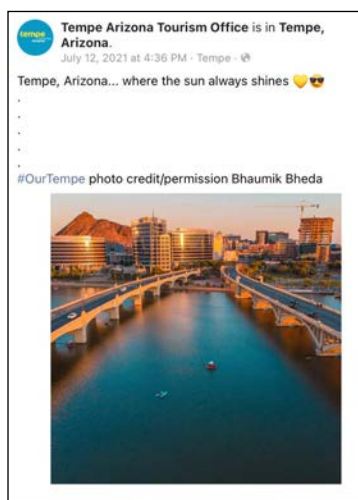 tempe
Tempe Arizona Tourism Office is in Tempe,
Arizona.
July 12, 2021 at 4:36 PM · Tempe ·
Tempe, Arizona... where the sun always shines 💛😎
.
.
.
.
.
#OurTempe photo credit/permission Bhaumik Bheda